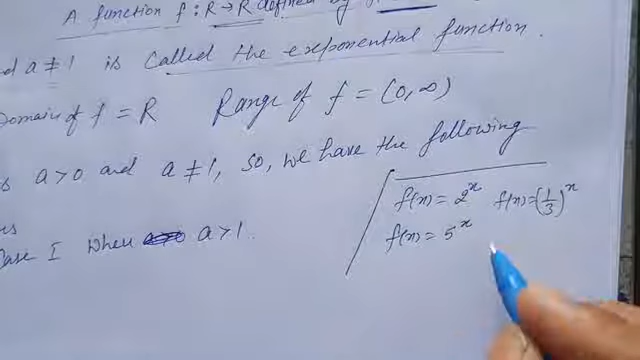 A function f : R → R defined by
d a ≠ 1 is called the exponential function.
Domain of f = R Range of f = (0, ∞)
a > 0 and a ≠ 1, so, we have the following
f(x) = 2^x f(x) = (1/3)^x
f(x) = 5^x
Case I When a > 1.